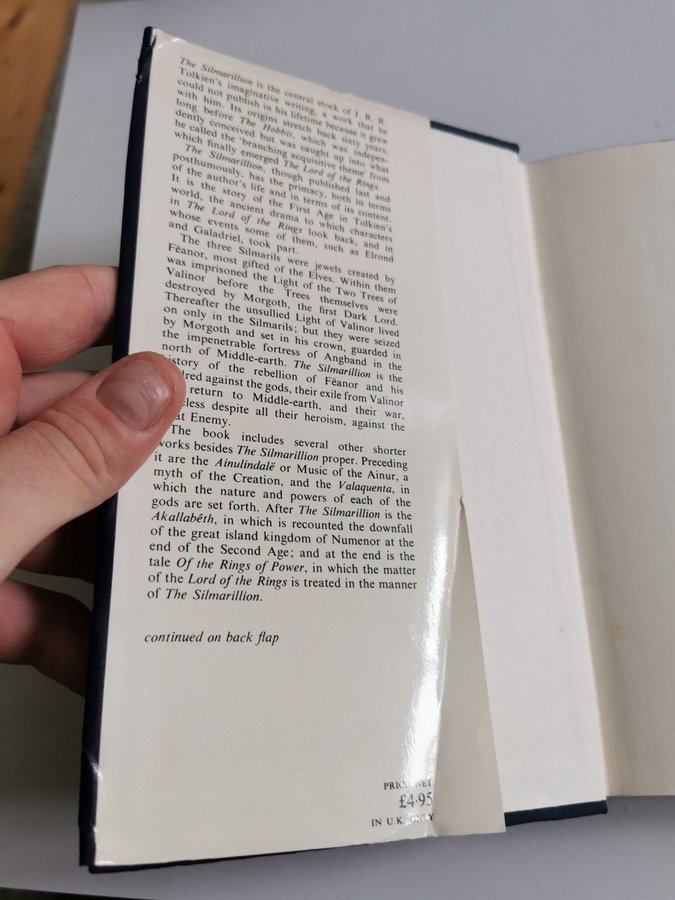 The Silmarillion is the central stock of J. R. R.
Tolkien's imaginative writing, a work that he
could not publish in his lifetime because it grew
with him. Its origins stretch back sixty years,
long before The Hobbit, which was indepen-
dently conceived but was caught up into what
he called the 'branching acquisitive theme' from
which finally emerged The Lord of the Rings.
The Silmarillion, though published last and
posthumously, has the primacy, both in terms
of the author's life and in terms of its content.
It is the story of the First Age in Tolkien's
world, the ancient drama to which characters
in The Lord of the Rings look back, and in
whose events some of them, such as Elrond
and Galadriel, took part.
The three Silmarils were jewels created by
Fëanor, most gifted of the Elves. Within them
was imprisoned the Light of the Two Trees of
Valinor before the Trees themselves were
destroyed by Morgoth, the first Dark Lord.
Thereafter the unsullied Light of Valinor lived
on only in the Silmarils; but they were seized
by Morgoth and set in his crown, guarded in
the impenetrable fortress of Angband in the
north of Middle-earth. The Silmarillion is the
history of the rebellion of Fëanor and his
against the gods, their exile from Valinor
return to Middle-earth, and their war,
despite all their heroism, against the
Enemy.
The book includes several other shorter
works besides The Silmarillion proper. Preceding
it are the Ainulindalë or Music of the Ainur, a
myth of the Creation, and the Valaquenta, in
which the nature and powers of each of the
gods are set forth. After The Silmarillion is the
Akallabêth, in which is recounted the downfall
of the great island kingdom of Numenor at the
end of the Second Age; and at the end is the
tale Of the Rings of Power, in which the matter
of the Lord of the Rings is treated in the manner
of The Silmarillion.
continued on back flap
PRICE NET
£4·95
IN U.K. ONLY